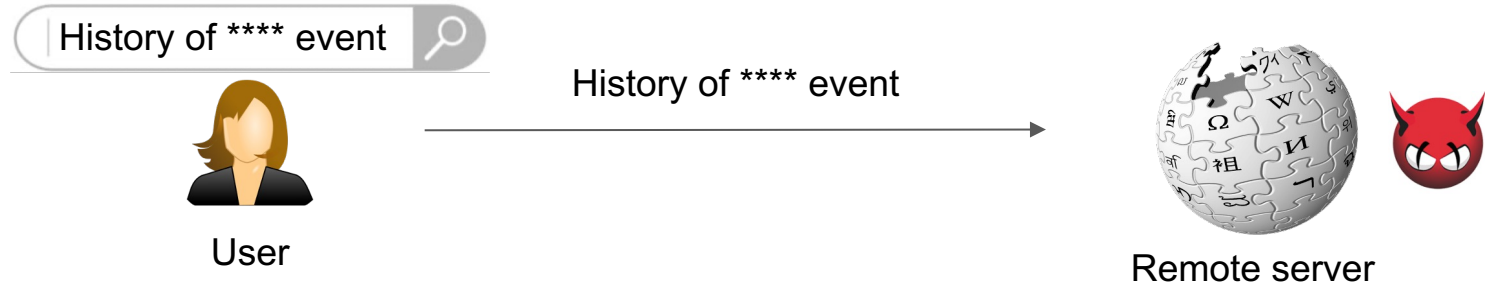 History of **** event
History of **** event
User
Remote server